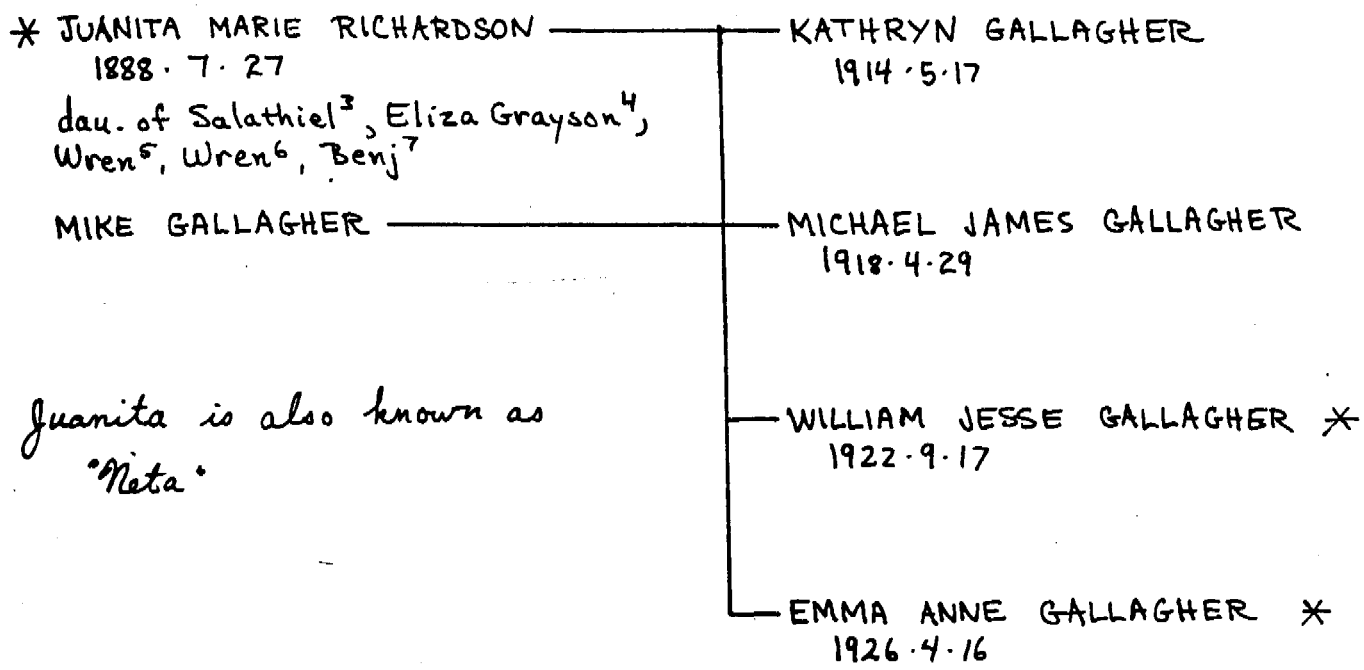 * JUANITA MARIE RICHARDSON
1888·7·27
dau. of Salathiel³, Eliza Grayson⁴,
Wren⁵, Wren⁶, Benj⁷
MIKE GALLAGHER
Juanita is also known as
"Neta"
KATHRYN GALLAGHER
1914·5·17
MICHAEL JAMES GALLAGHER
1918·4·29
WILLIAM JESSE GALLAGHER *
1922·9·17
EMMA ANNE GALLAGHER *
1926·4·16